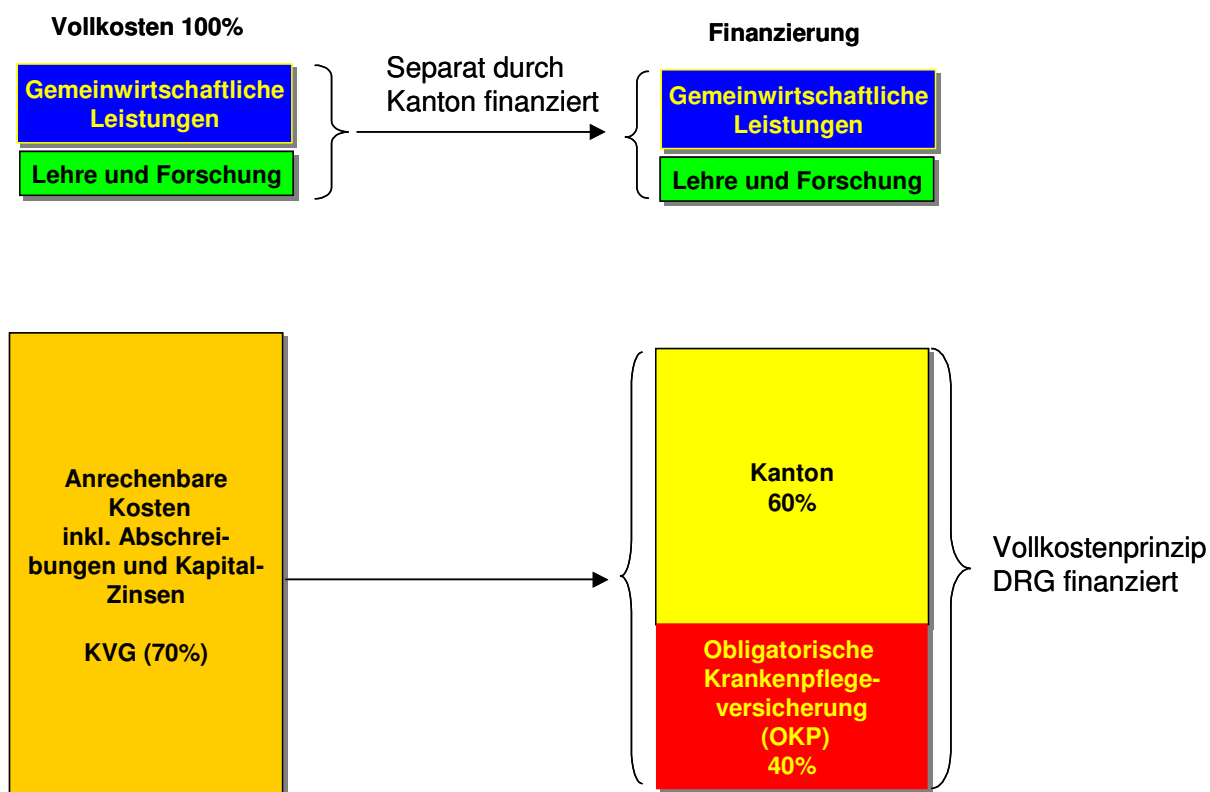 Vollkosten 100%
Finanzierung
Gemeinwirtschaftliche
Leistungen
Lehre und Forschung
Separat durch
Kanton finanziert
Gemeinwirtschaftliche
Leistungen
Lehre und Forschung
Anrechenbare
Kosten
inkl. Abschrei-
bungen und Kapital-
Zinsen
KVG (70%)
Kanton
60%
Obligatorische
Krankenpflege-
versicherung
(OKP)
40%
Vollkostenprinzip
DRG finanziert